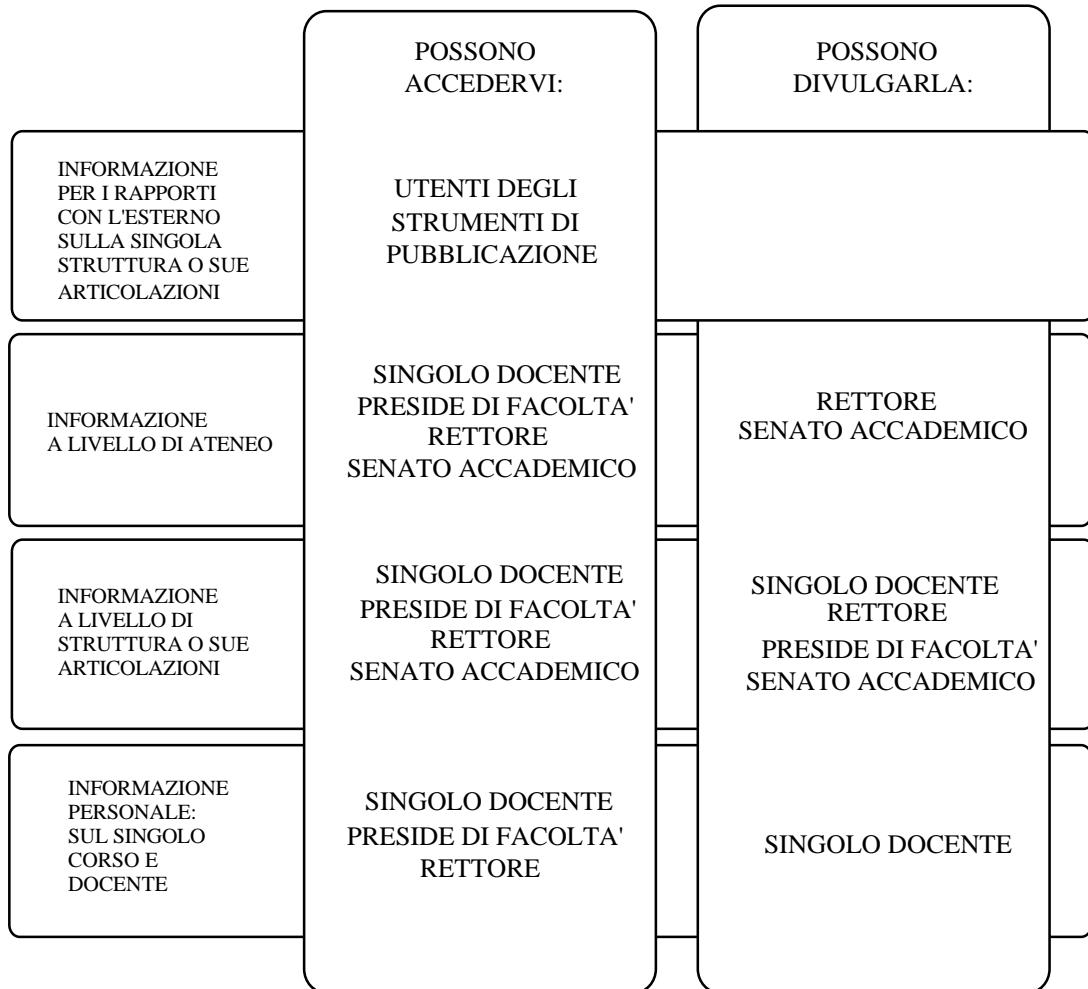 POSSONO
ACCEDERVI:
POSSONO
DIVULGARLA:
INFORMAZIONE
PER I RAPPORTI
CON L'ESTERNO
SULLA SINGOLA
STRUTTURA O SUE
ARTICOLAZIONI
UTENTI DEGLI
STRUMENTI DI
PUBBLICAZIONE
INFORMAZIONE
A LIVELLO DI ATENEO
SINGOLO DOCENTE
PRESIDE DI FACOLTA'
RETTORE
SENATO ACCADEMICO
RETTORE
SENATO ACCADEMICO
INFORMAZIONE
A LIVELLO DI
STRUTTURA O SUE
ARTICOLAZIONI
SINGOLO DOCENTE
PRESIDE DI FACOLTA'
RETTORE
SENATO ACCADEMICO
SINGOLO DOCENTE
RETTORE
PRESIDE DI FACOLTA'
SENATO ACCADEMICO
INFORMAZIONE
PERSONALE:
SUL SINGOLO
CORSO E
DOCENTE
SINGOLO DOCENTE
PRESIDE DI FACOLTA'
RETTORE
SINGOLO DOCENTE